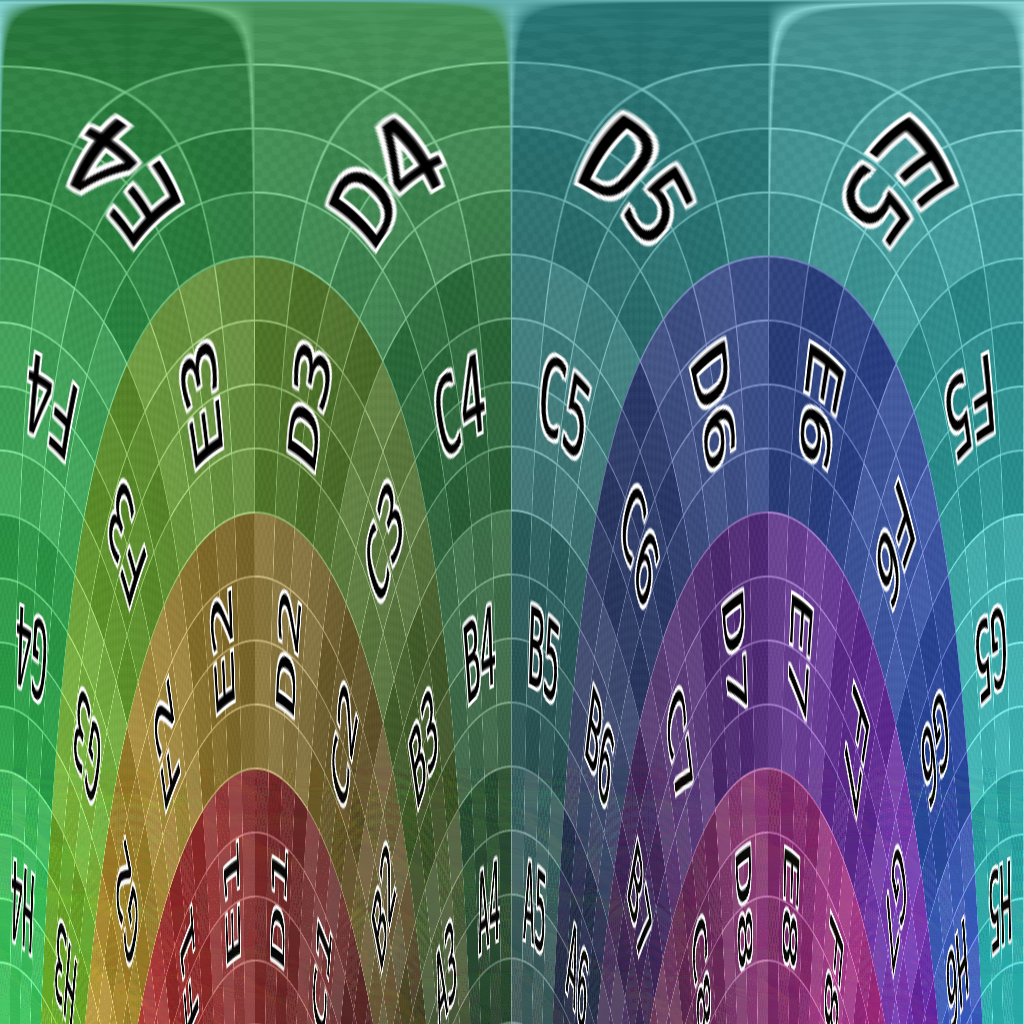 E4 D4 D5 E5
F4 E3 D3 C4 C5 D6 E6 F5
F3 C3 C6 F6
G4 E2 D2 B4 B5 D7 E7 G5
G3 F2 C2 B3 B6 C7 F7 G6
H4 G2 E1 D1 B2 A4 A5 B7 D8 E8 G7 H5
H3 F1 C1 A3 A6 C8 F8 H6